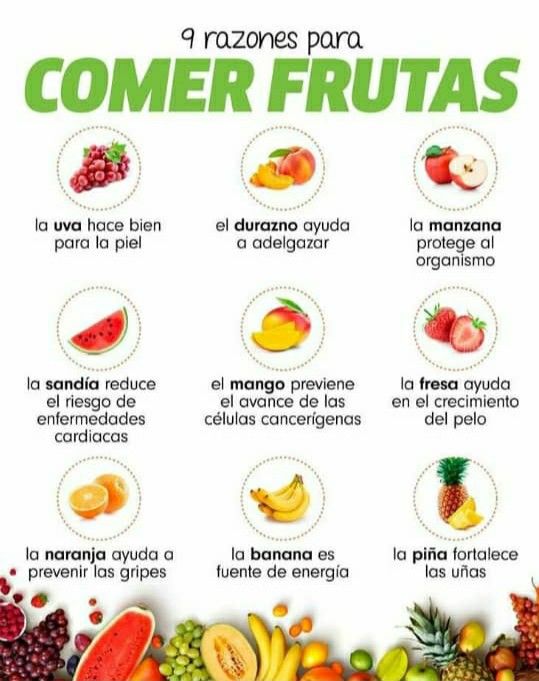 9 razones para
COMER FRUTAS
la uva hace bien
para la piel
el durazno ayuda
a adelgazar
la manzana
protege al
organismo
la sandía reduce
el riesgo de
enfermedades
cardiacas
el mango previene
el avance de las
células cancerígenas
la fresa ayuda
en el crecimiento
del pelo
la naranja ayuda a
prevenir las gripes
la banana es
fuente de energía
la piña fortalece
las uñas